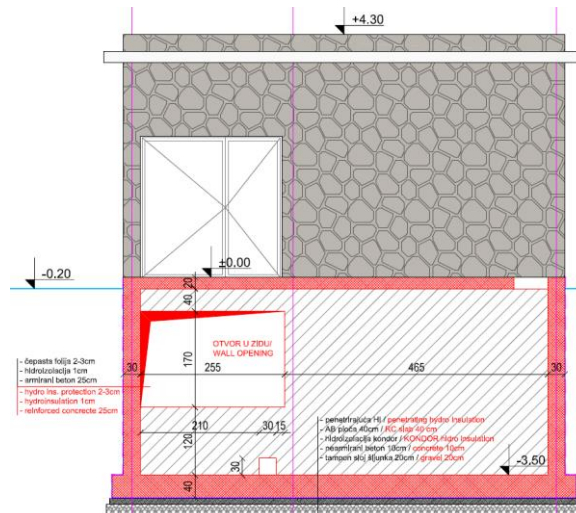 +4.30
-0.20
±0.00
20
40
OTVOR U ZIDU/
WALL OPENING
170
30
255
465
30
- čepasta folija 2-3cm
- hidroizolacija 1cm
- armirani beton 25cm
- hydro ins. protection 2-3cm
- hydroinsulation 1cm
- reinforced concrecte 25cm
210
30
15
120
30
- penetrirajuća HI / penetrating hydro insulation
- AB ploča 40cm / RC slab 40 cm
- hidroizolacija kondor / KONDOR hidro insulation
- nearmirani beton 10cm / concrete 10cm
- tampon sloj šljunka 20cm / gravel 20cm
-3.50
40